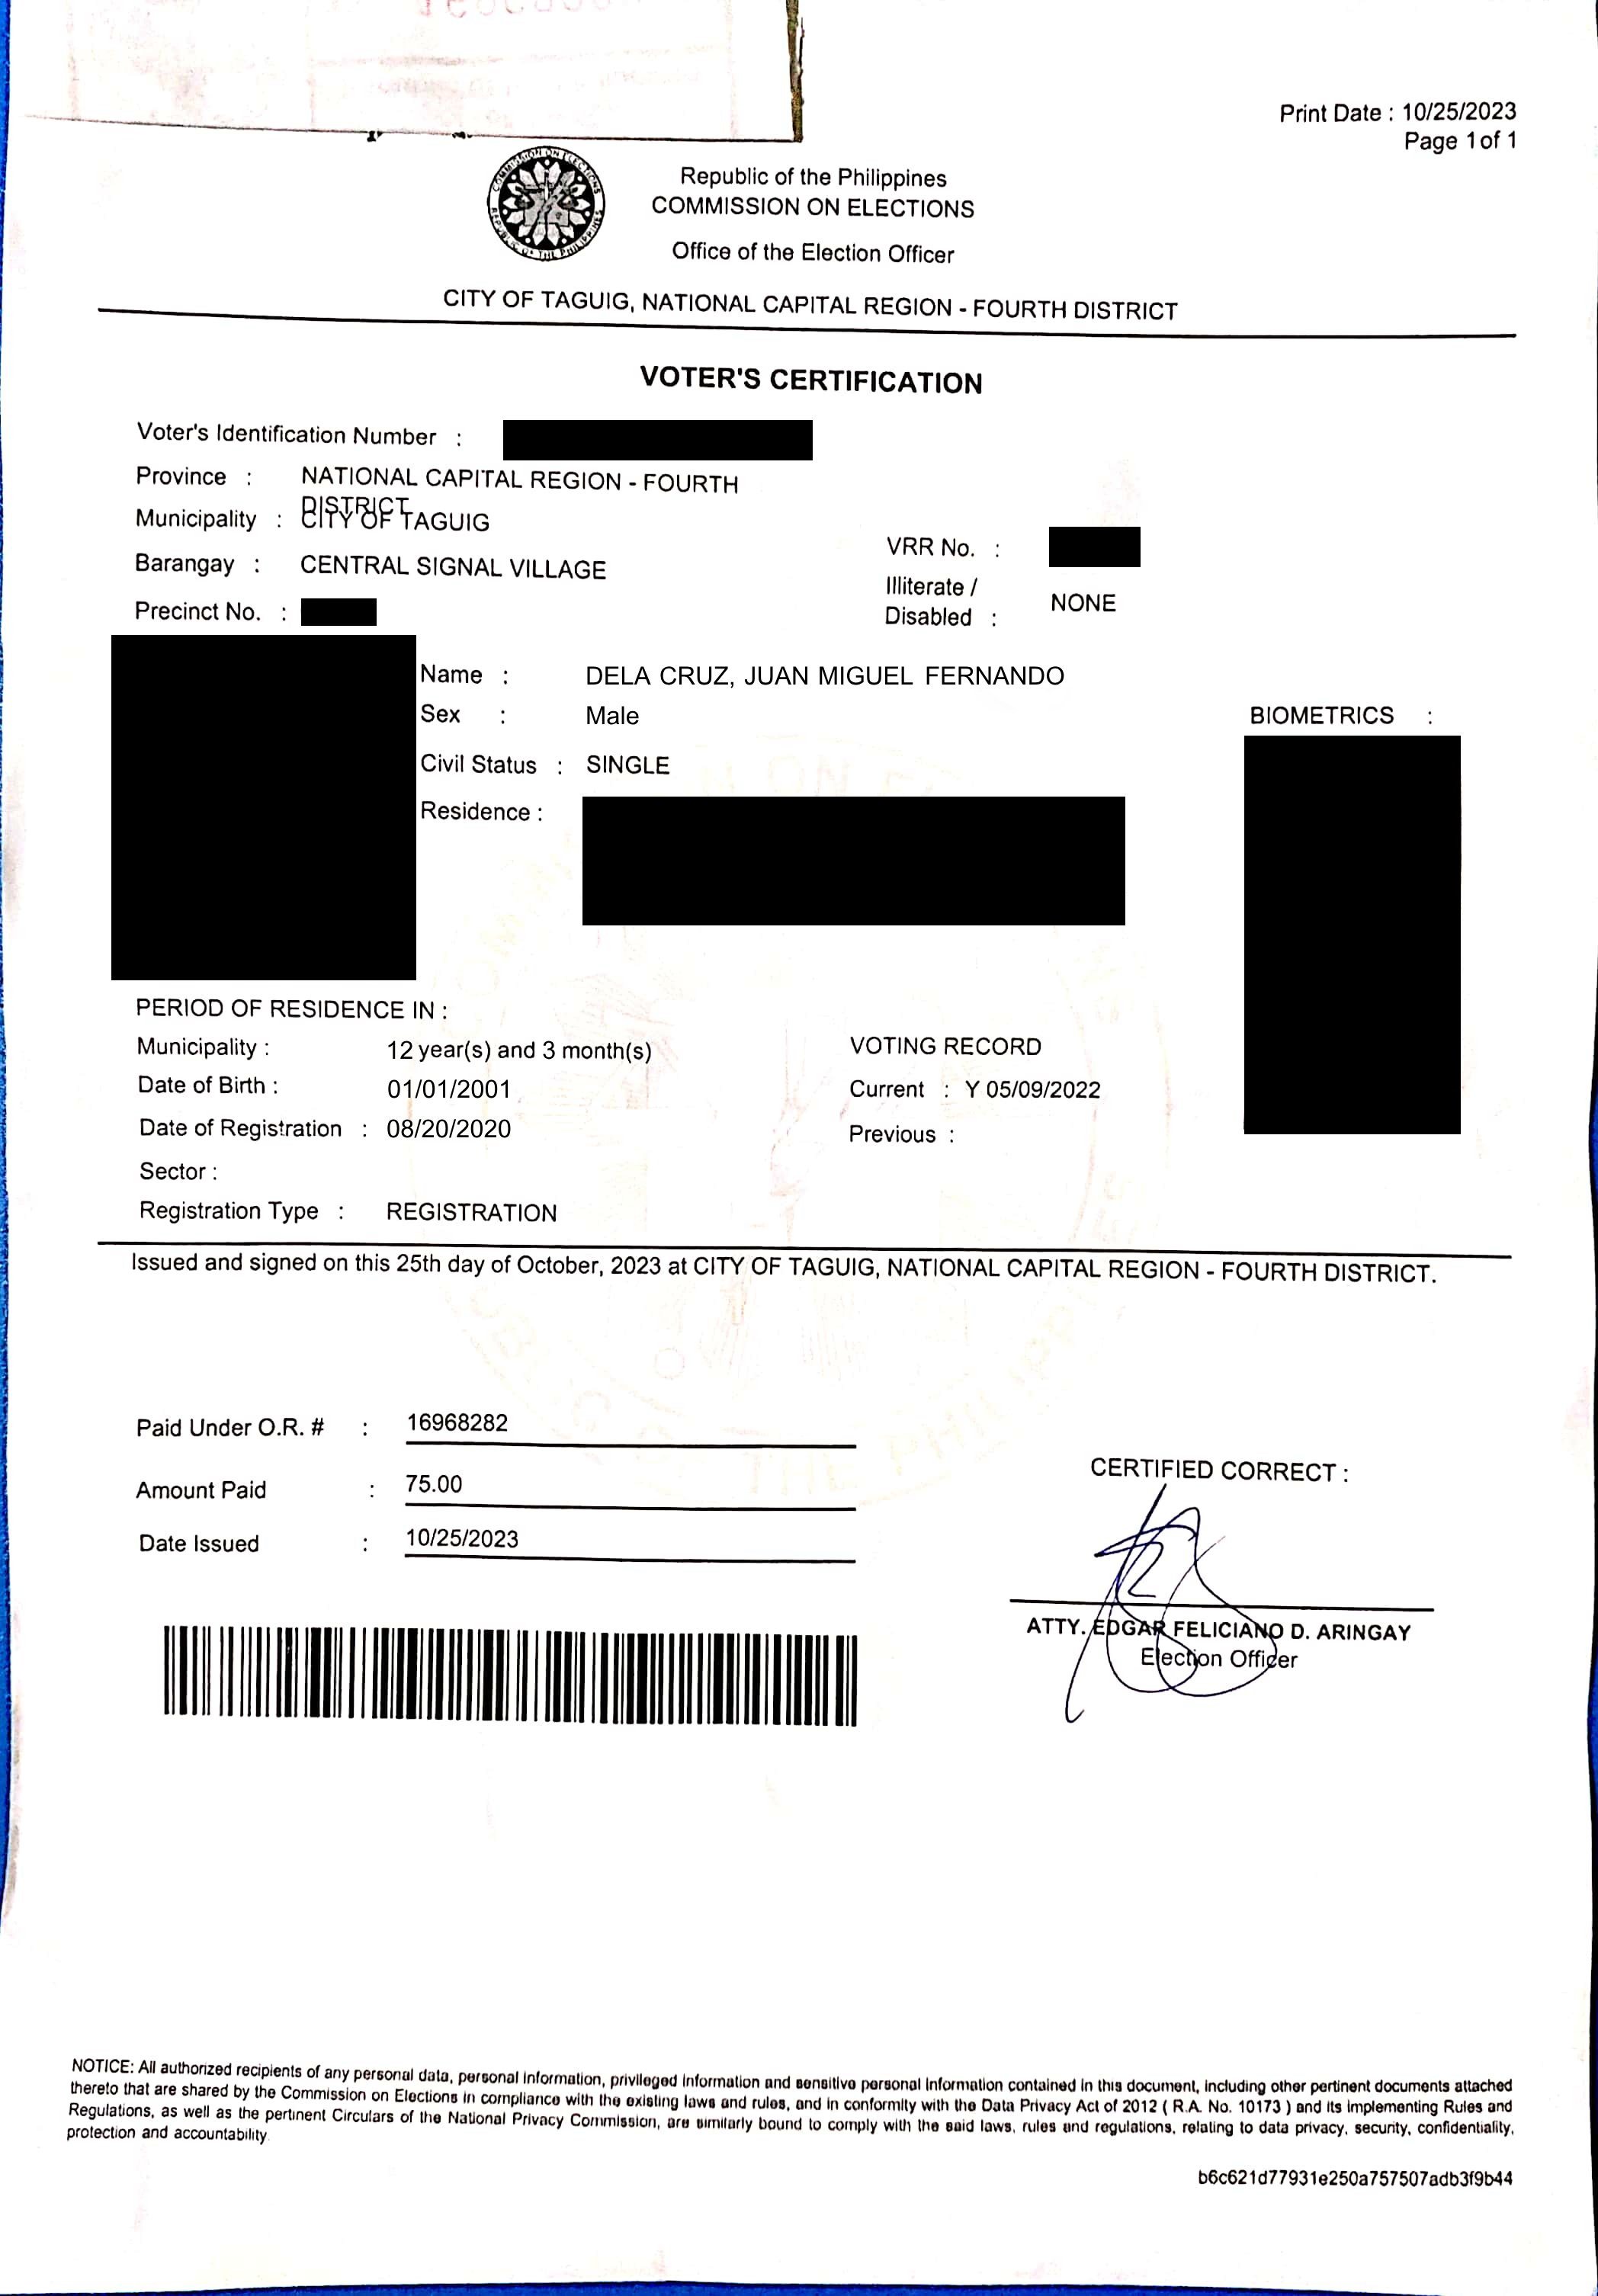 Print Date : 10/25/2023
Page 1 of 1
COMMISSION ON ELECTIONS
REPUBLIC OF THE PHILIPPINES
Republic of the Philippines
COMMISSION ON ELECTIONS
Office of the Election Officer
CITY OF TAGUIG, NATIONAL CAPITAL REGION - FOURTH DISTRICT
VOTER'S CERTIFICATION
Voter's Identification Number :
Province : NATIONAL CAPITAL REGION - FOURTH
DISTRICT
Municipality : CITY OF TAGUIG
Barangay : CENTRAL SIGNAL VILLAGE
Precinct No. :
VRR No. :
Illiterate /
Disabled : NONE
Name : DELA CRUZ, JUAN MIGUEL FERNANDO
Sex : Male
Civil Status : SINGLE
Residence :
BIOMETRICS :
PERIOD OF RESIDENCE IN :
Municipality : 12 year(s) and 3 month(s)
Date of Birth : 01/01/2001
Date of Registration : 08/20/2020
Sector :
Registration Type : REGISTRATION
VOTING RECORD
Current : Y 05/09/2022
Previous :
Issued and signed on this 25th day of October, 2023 at CITY OF TAGUIG, NATIONAL CAPITAL REGION - FOURTH DISTRICT.
Paid Under O.R. # : 16968282
Amount Paid : 75.00
Date Issued : 10/25/2023
CERTIFIED CORRECT :
ATTY. EDGAR FELICIANO D. ARINGAY
Election Officer
NOTICE: All authorized recipients of any personal data, personal information, privileged information and sensitive personal information contained in this document, including other pertinent documents attached
thereto that are shared by the Commission on Elections in compliance with the existing laws and rules, and in conformity with the Data Privacy Act of 2012 ( R.A. No. 10173 ) and its Implementing Rules and
Regulations, as well as the pertinent Circulars of the National Privacy Commission, are similarly bound to comply with the said laws, rules and regulations, relating to data privacy, security, confidentiality,
protection and accountability
b6c621d77931e250a757507adb3f9b44